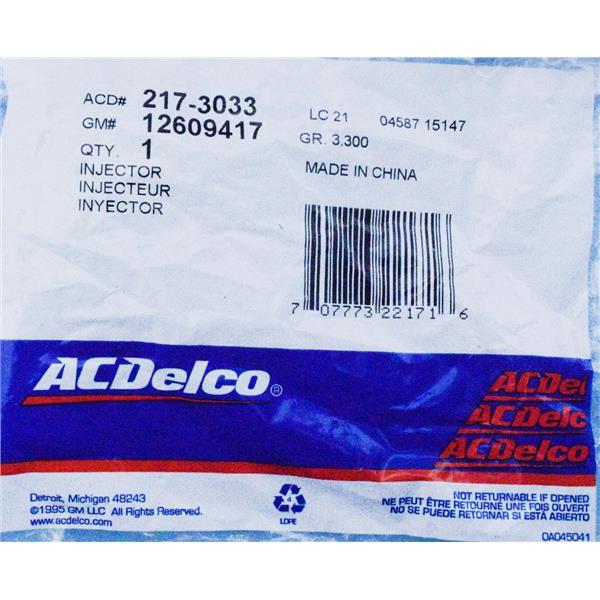 ACD# 217-3033
GM# 12609417
QTY. 1
INJECTOR
INJECTEUR
INYECTOR
LC 21 04587 15147
GR. 3.300
MADE IN CHINA
7 07773 22171 6
ACDelco®
ACDel
ACDelc
ACDelco
Detroit, Michigan 48243
©1995 GM LLC All Rights Reserved.
www.acdelco.com
4
LDPE
NOT RETURNABLE IF OPENED
NE PEUT ÊTRE RETOURNÉ UNE FOIS OUVERT
NO SE PUEDE RETORNAR SI ESTÁ ABIERTO
OA045041